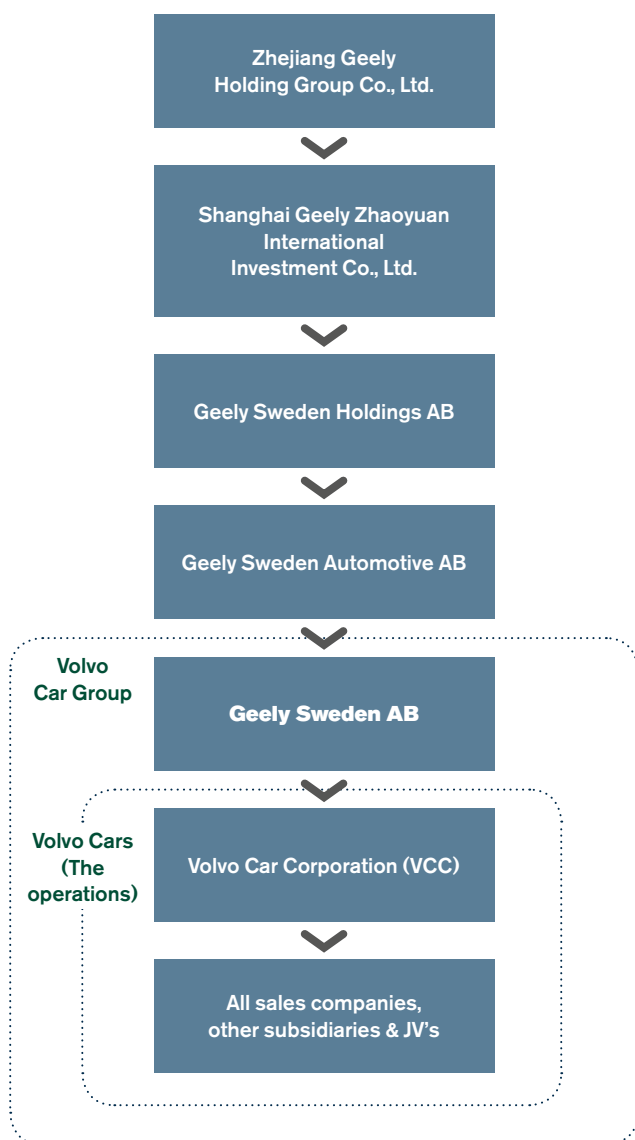 Zhejiang Geely
Holding Group Co., Ltd.
Shanghai Geely Zhaoyuan
International
Investment Co., Ltd.
Geely Sweden Holdings AB
Geely Sweden Automotive AB
Volvo
Car Group
Geely Sweden AB
Volvo Cars
(The
operations)
Volvo Car Corporation (VCC)
All sales companies,
other subsidiaries & JV's